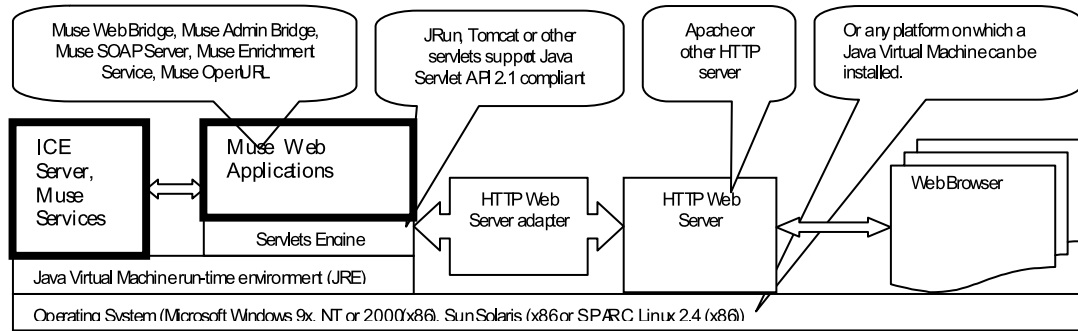 Muse Web Bridge, Muse Admin Bridge,
Muse SOAP Server, Muse Enrichment
Service, Muse OpenURL
JRun, Tomcat or other
servlets support Java
Servlet API 2.1 compliant
Apache or
other HTTP
server
Or any platform on which a
Java Virtual Machine can be
installed.
ICE
Server,
Muse
Services
Muse Web
Applications
Servlets Engine
HTTP Web
Server adapter
HTTP Web
Server
Web Browser
Java Virtual Machine run-time environment (JRE)
Operating System (Microsoft Windows 9x, NT or 2000(x86), Sun Solaris (x86 or SPARC, Linux 2.4 (x86))